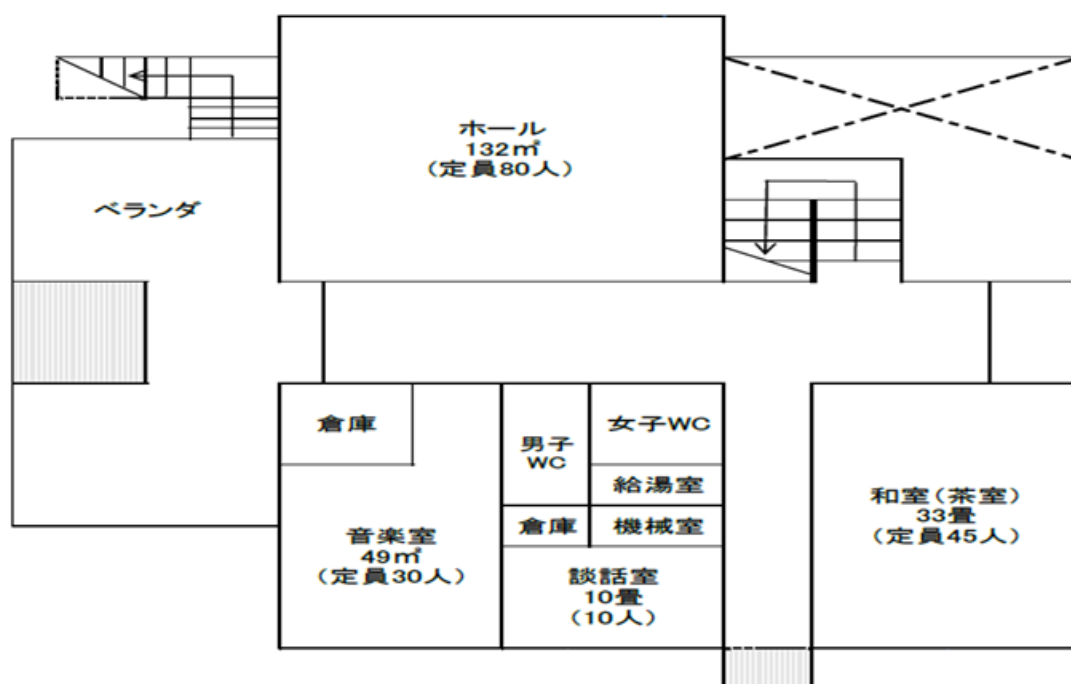 ホール
132㎡
(定員80人)
ベランダ
倉庫
男子
WC
女子WC
給湯室
倉庫
機械室
音楽室
49㎡
(定員30人)
談話室
10畳
(10人)
和室(茶室)
33畳
(定員45人)